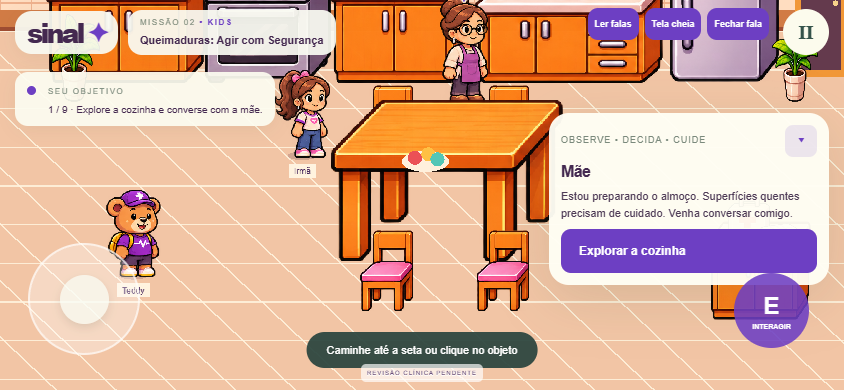 sinal
MISSÃO 02 • KIDS
Queimaduras: Agir com Segurança
Ler falas
Tela cheia
Fechar fala
II
SEU OBJETIVO
1 / 9 · Explore a cozinha e converse com a mãe.
Irmã
OBSERVE • DECIDA • CUIDE
Mãe
Estou preparando o almoço. Superfícies quentes
precisam de cuidado. Venha conversar comigo.
Explorar a cozinha
Teddy
E
INTERAGIR
Caminhe até a seta ou clique no objeto
REVISÃO CLÍNICA PENDENTE